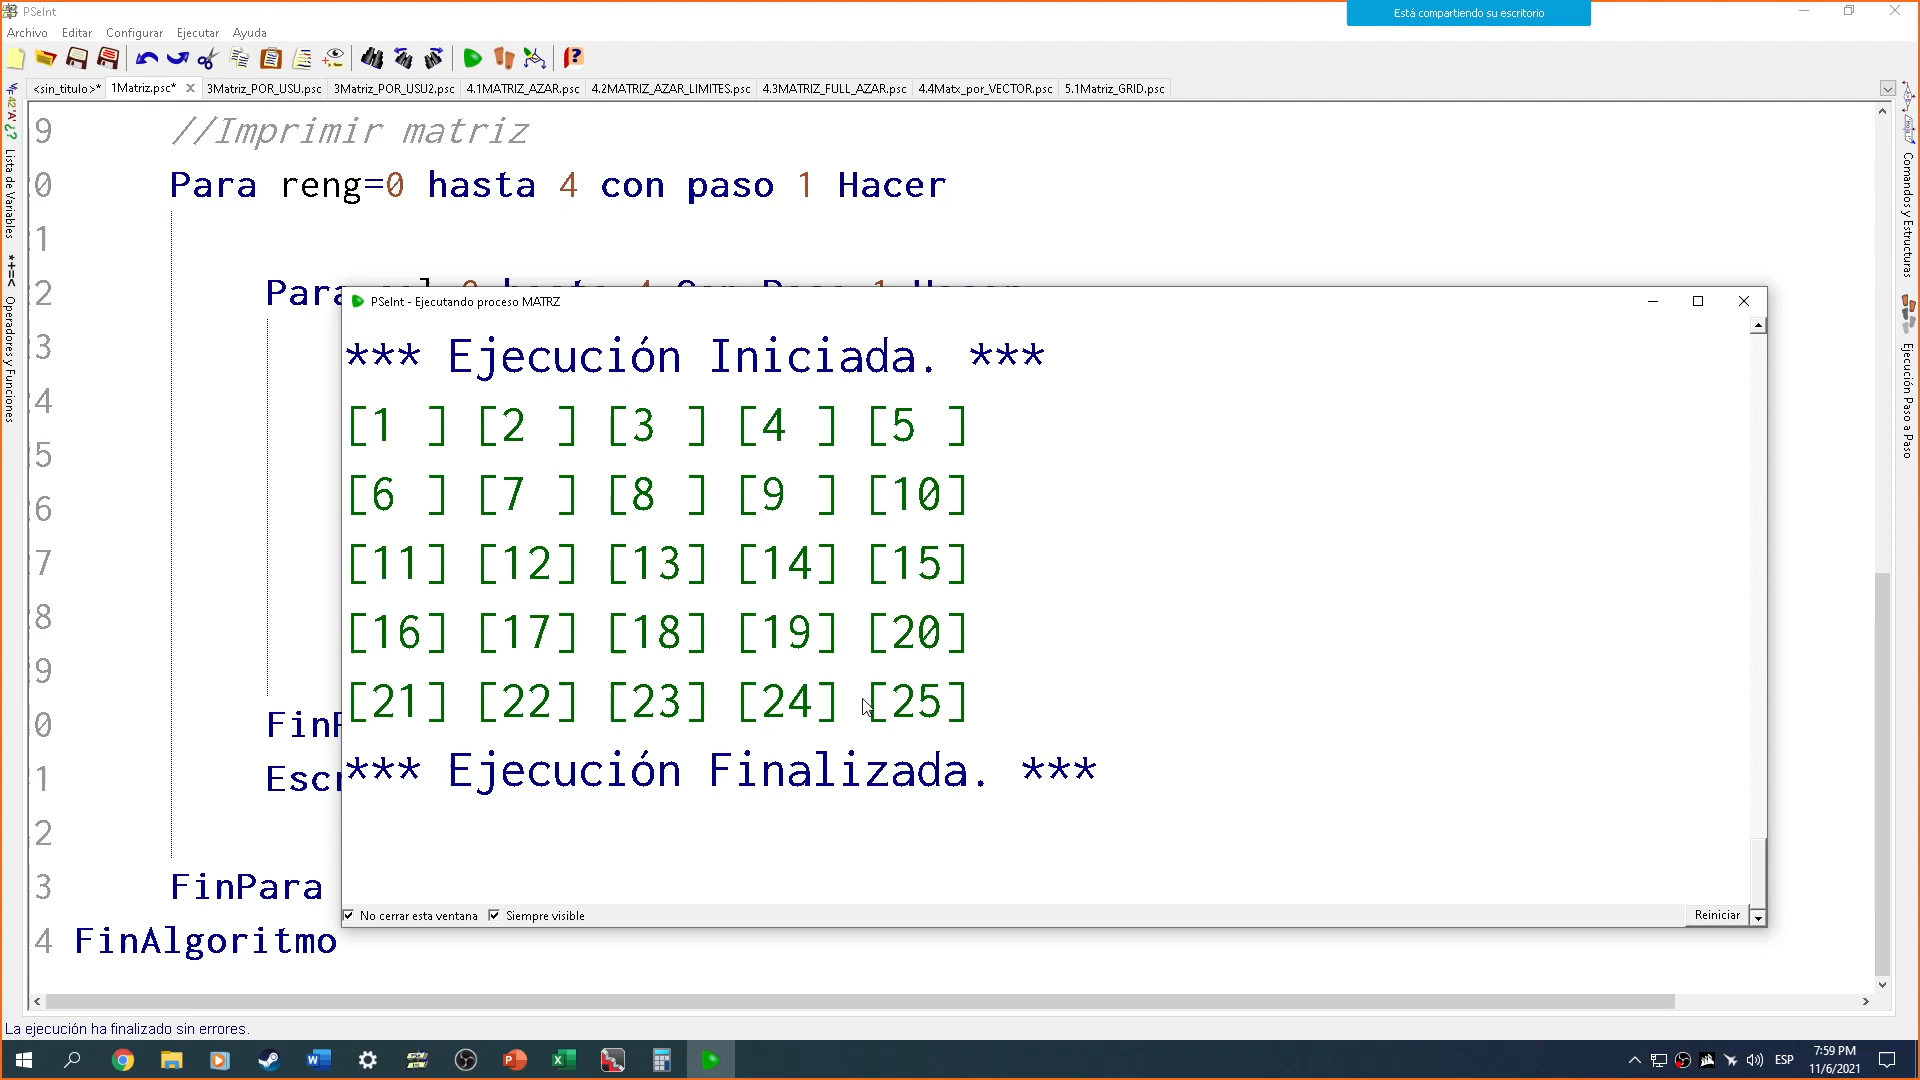 PSeInt
Está compartiendo su escritorio
Archivo Editar Configurar Ejecutar Ayuda
<sin_titulo>* 1Matriz.psc* 3Matriz_POR_USU.psc 3Matriz_POR_USU2.psc 4.1MATRIZ_AZAR.psc 4.2MATRIZ_AZAR_LIMITES.psc 4.3MATRIZ_FULL_AZAR.psc 4.4Matx_por_VECTOR.psc 5.1Matriz_GRID.psc
Lista de Variables
*+=< Operadores y Funciones
9 //Imprimir matriz
0 Para reng=0 hasta 4 con paso 1 Hacer
1
2 Para
3
4
5
6
7
8
9
0 FinP
1 Escr
2
3 FinPara
4 FinAlgoritmo
PSeInt - Ejecutando proceso MATRZ
*** Ejecución Iniciada. ***
[1 ] [2 ] [3 ] [4 ] [5 ]
[6 ] [7 ] [8 ] [9 ] [10]
[11] [12] [13] [14] [15]
[16] [17] [18] [19] [20]
[21] [22] [23] [24] [25]
*** Ejecución Finalizada. ***
No cerrar esta ventana Siempre visible Reiniciar
Comandos y Estructuras
Ejecución Paso a Paso
La ejecución ha finalizado sin errores.
ESP
7:59 PM
11/6/2021